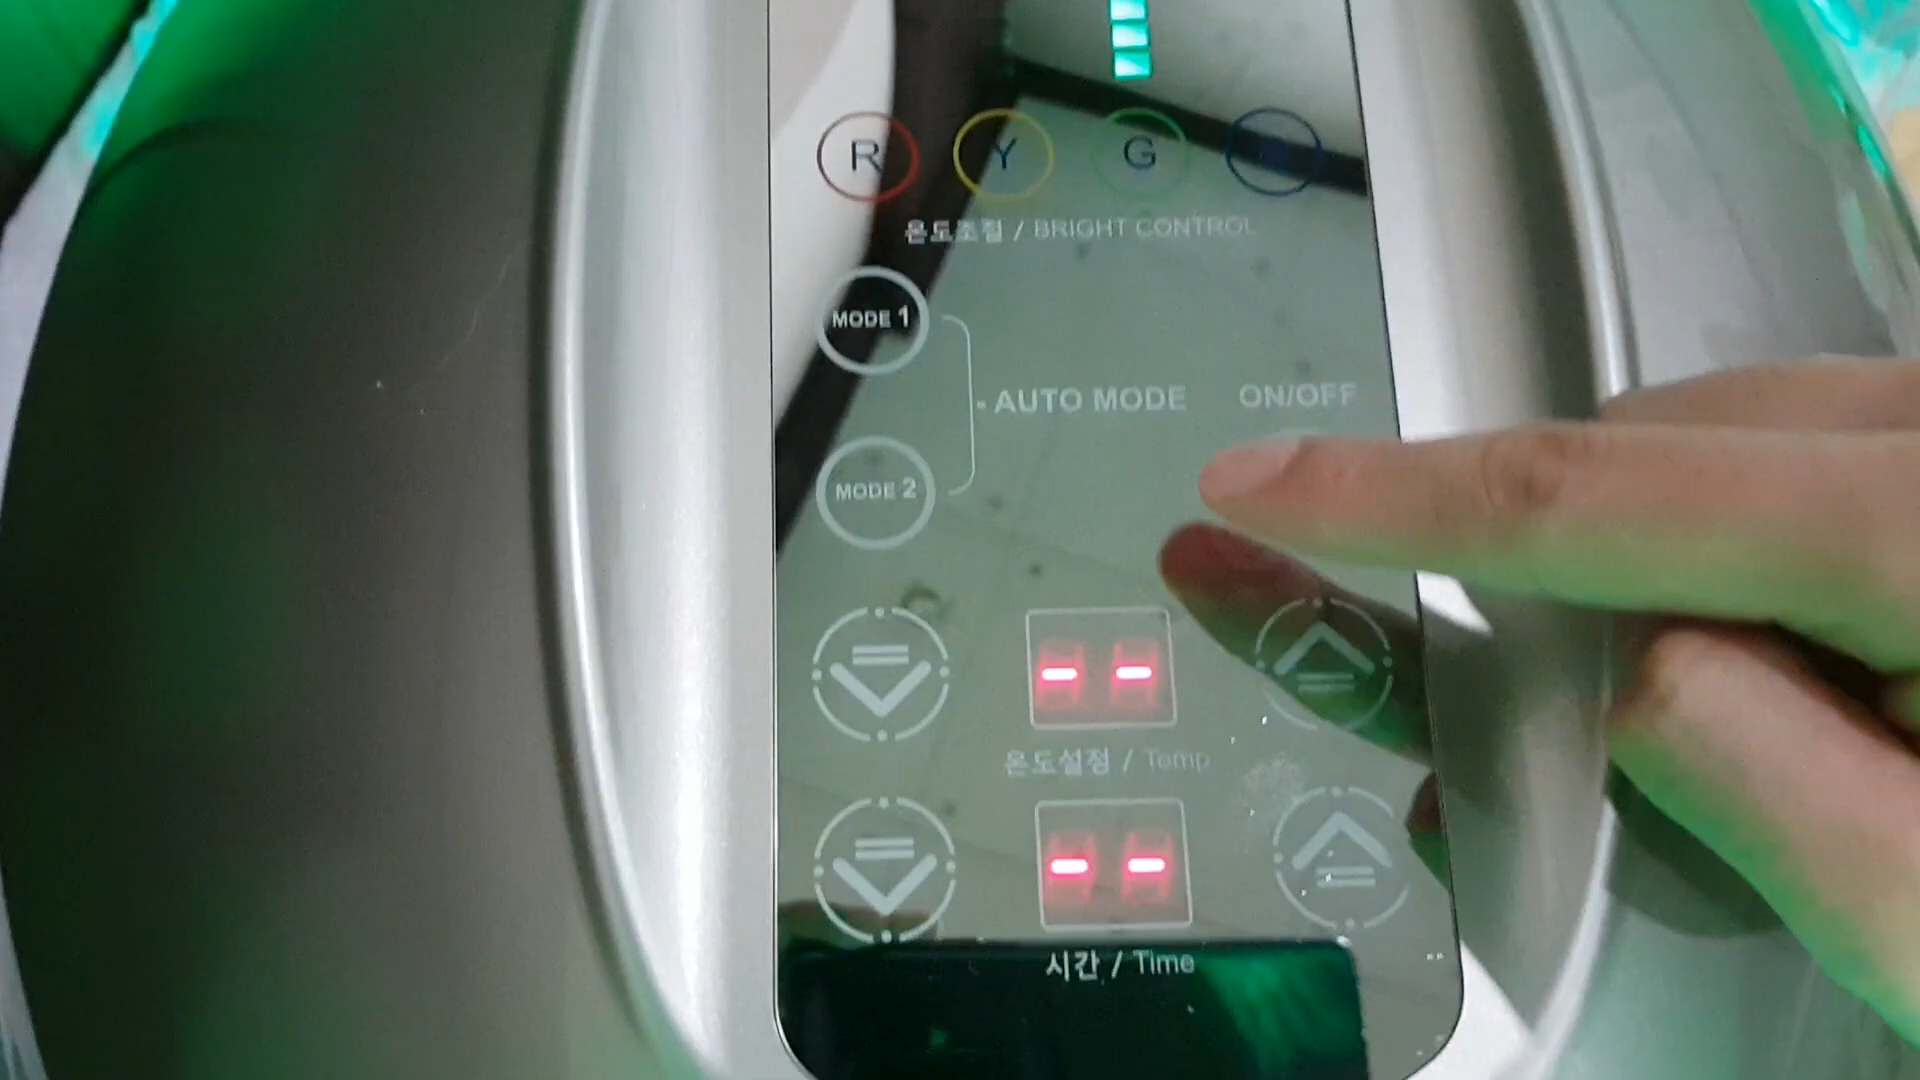 R Y G
온도조절 / BRIGHT CONTROL
MODE 1
- AUTO MODE ON/OFF
MODE 2
- -
온도설정 / Temp
- -
시간 / Time